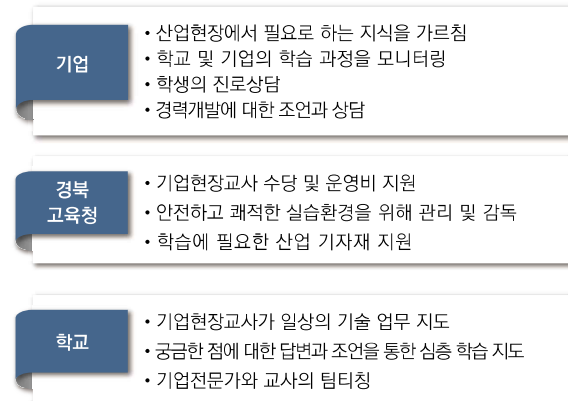 기업
• 산업현장에서 필요로 하는 지식을 가르침
• 학교 및 기업의 학습 과정을 모니터링
• 학생의 진로상담
• 경력개발에 대한 조언과 상담
경북
고육청
• 기업현장교사 수당 및 운영비 지원
• 안전하고 쾌적한 실습환경을 위해 관리 및 감독
• 학습에 필요한 산업 기자재 지원
학교
• 기업현장교사가 일상의 기술 업무 지도
• 궁금한 점에 대한 답변과 조언을 통한 심층 학습 지도
• 기업전문가와 교사의 팀티칭